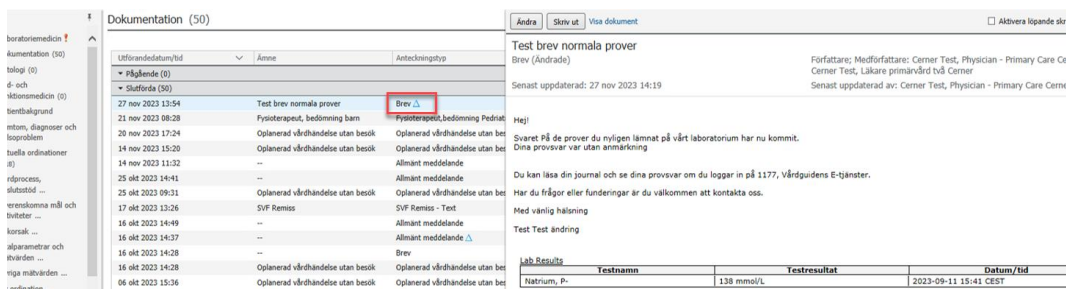 boratoriemedicin !
kumentation (50)
tologi (0)
d- och
nktionsmedicin (0)
tientbakgrund
mtom, diagnoser och
lsoproblem
tuella ordinationer
8)
rdprocess,
slutsstöd ...
verenskomna mål och
tiviteter ...
korsak ...
alparametrar och
ätvärden ...
vriga mätvärden ...
Dokumentation (50)
Utförandedatum/tid Ämne Anteckningstyp
Pågående (0)
Slutförda (50)
27 nov 2023 13:54 Test brev normala prover Brev
21 nov 2023 08:28 Fysioterapeut, bedömning barn Fysioterapeut,bedömning Pediat
20 nov 2023 17:24 Oplanerad vårdhändelse utan besök Oplanerad vårdhändelse utan bes
14 nov 2023 15:20 Oplanerad vårdhändelse utan besök Oplanerad vårdhändelse utan bes
14 nov 2023 11:32 -- Allmänt meddelande
25 okt 2023 14:41 -- Allmänt meddelande
25 okt 2023 09:31 Oplanerad vårdhändelse utan besök Oplanerad vårdhändelse utan bes
17 okt 2023 13:26 SVF Remiss SVF Remiss - Text
16 okt 2023 14:49 -- Allmänt meddelande
16 okt 2023 14:37 -- Allmänt meddelande
16 okt 2023 14:28 -- Brev
16 okt 2023 14:28 Oplanerad vårdhändelse utan besök Oplanerad vårdhändelse utan bes
06 okt 2023 15:36 Oplanerad vårdhändelse utan besök Oplanerad vårdhändelse utan bes
Ändra Skriv ut Visa dokument Aktivera löpande skr
Test brev normala prover
Brev (Ändrade) Författare; Medförfattare: Cerner Test, Physician - Primary Care Ce
Cerner Test, Läkare primärvård två Cerner
Senast uppdaterad: 27 nov 2023 14:19 Senast uppdaterad av: Cerner Test, Physician - Primary Care Cerne
Hej!
Svaret På de prover du nyligen lämnat på vårt laboratorium har nu kommit.
Dina provsvar var utan anmärkning
Du kan läsa din journal och se dina provsvar om du loggar in på 1177, Vårdguidens E-tjänster.
Har du frågor eller funderingar är du välkommen att kontakta oss.
Med vänlig hälsning
Test Test ändring
Lab Results
Testnamn Testresultat Datum/tid
Natrium, P- 138 mmol/L 2023-09-11 15:41 CEST